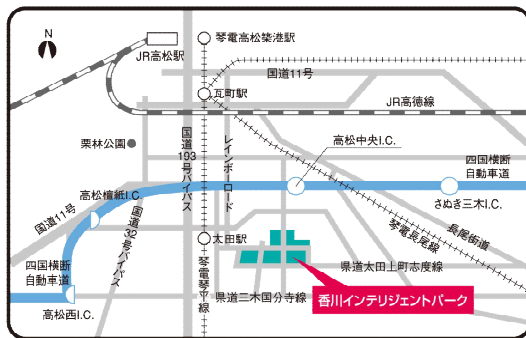 N
JR高松駅
琴電高松築港駅
国道11号
瓦町駅
JR高徳線
栗林公園
国道193号バイパス
レインボーロード
高松中央I.C.
四国横断
自動車道
高松檀紙I.C.
さぬき三木I.C.
国道11号
国道32号バイパス
太田駅
琴電長尾線
長尾街道
四国横断
自動車道
琴電琴平線
県道太田上町志度線
県道三木国分寺線
香川インテリジェントパーク
高松西I.C.